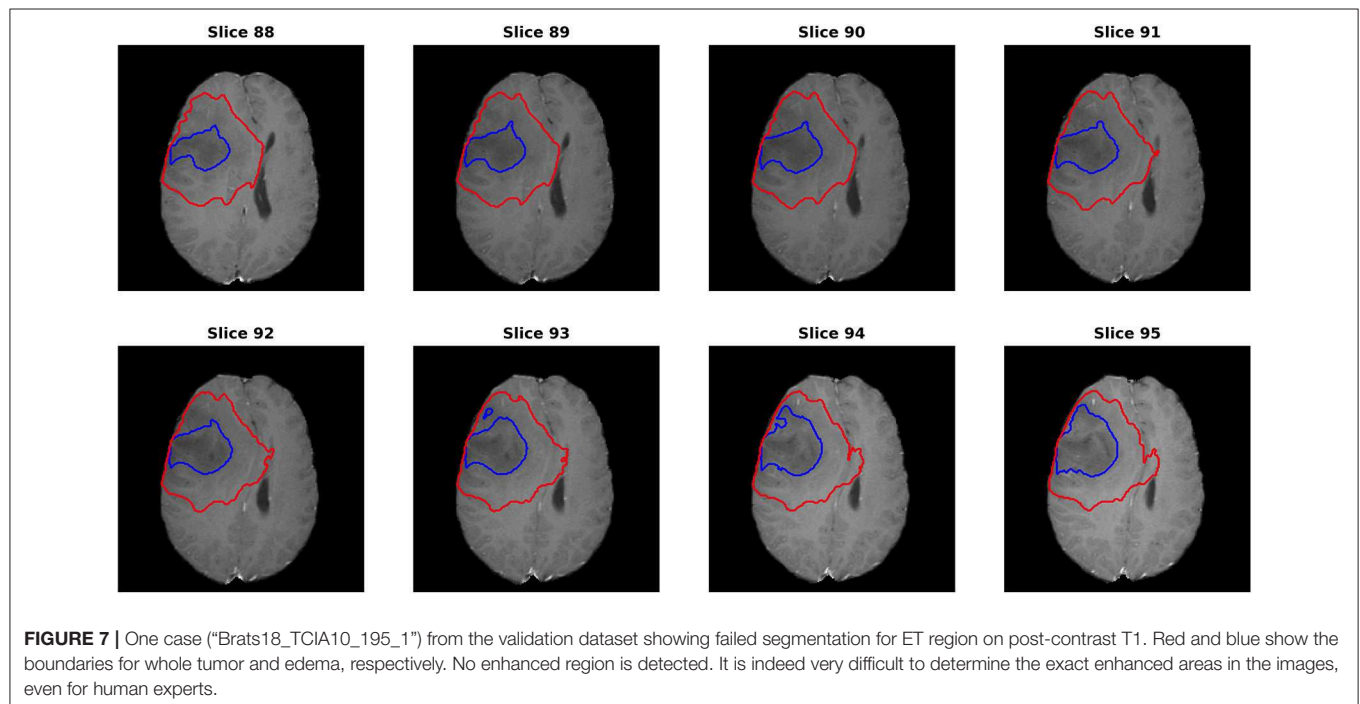 Slice 88 Slice 89 Slice 90 Slice 91
Slice 92 Slice 93 Slice 94 Slice 95
FIGURE 7 | One case (“Brats18_TCIA10_195_1”) from the validation dataset showing failed segmentation for ET region on post-contrast T1. Red and blue show the
boundaries for whole tumor and edema, respectively. No enhanced region is detected. It is indeed very difficult to determine the exact enhanced areas in the images,
even for human experts.